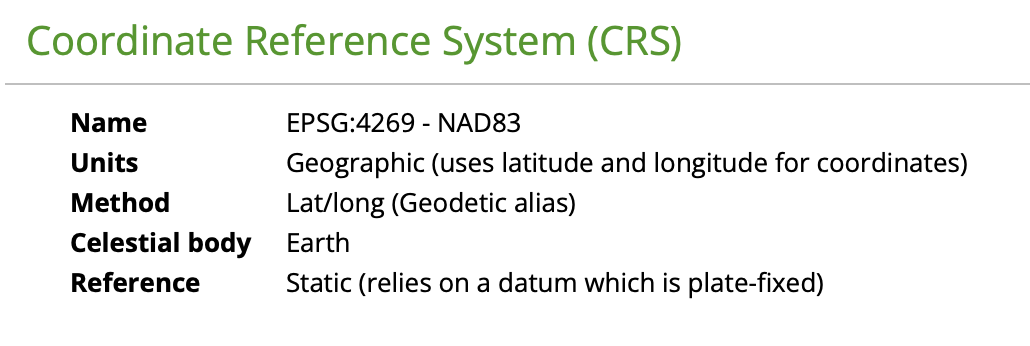 Coordinate Reference System (CRS)
Name EPSG:4269 - NAD83
Units Geographic (uses latitude and longitude for coordinates)
Method Lat/long (Geodetic alias)
Celestial body Earth
Reference Static (relies on a datum which is plate-fixed)